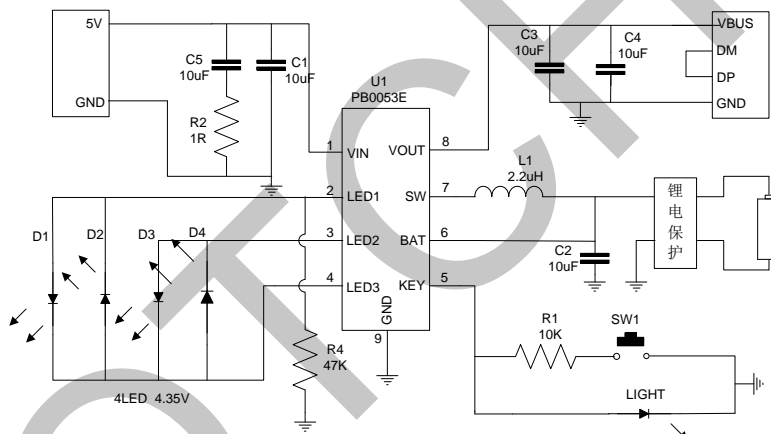 5V
GND
C5
10uF
C1
10uF
R2
1R
U1
PB0053E
1
VIN
2
LED1
3
LED2
4
LED3
GND
9
VOUT
8
SW
7
BAT
6
KEY
5
C3
10uF
C4
10uF
VBUS
DM
DP
GND
L1
2.2uH
C2
10uF
锂
电
保
护
D1
D2
D3
D4
4LED 4.35V
R4
47K
R1
10K
SW1
LIGHT